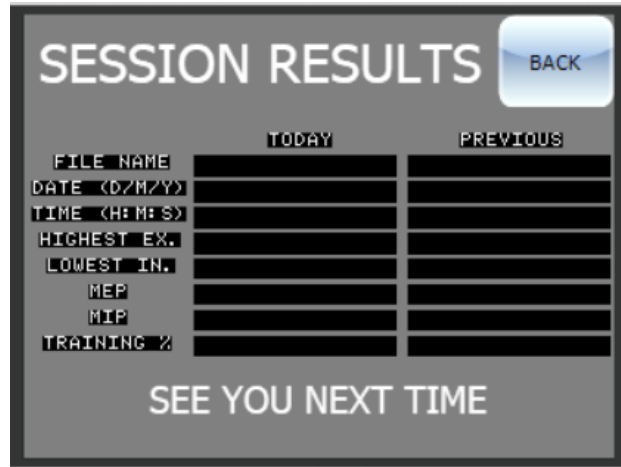 SESSION RESULTS
BACK
TODAY PREVIOUS
FILE NAME
DATE (D/M/Y)
TIME (H:M:S)
HIGHEST EX.
LOWEST IN.
MEP
MIP
TRAINING %
SEE YOU NEXT TIME